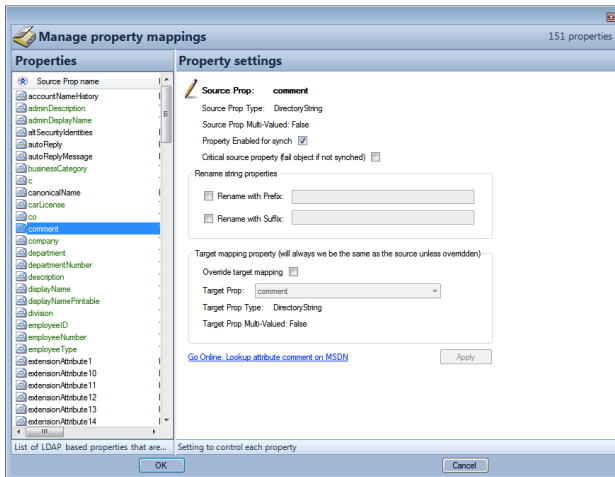 Manage property mappings
151 properties
Properties
Source Prop name
accountNameHistory
adminDescription
adminDisplayName
altSecurityIdentities
autoReply
autoReplyMessage
businessCategory
c
canonicalName
carLicense
co
comment
company
department
departmentNumber
description
displayName
displayNamePrintable
division
employeeID
employeeNumber
employeeType
extensionAttribute1
extensionAttribute10
extensionAttribute11
extensionAttribute12
extensionAttribute13
extensionAttribute14
List of LDAP based properties that are...
Property settings
Source Prop: comment
Source Prop Type: DirectoryString
Source Prop Multi-Valued: False
Property Enabled for synch
Critical source property (fail object if not synched)
Rename string properties
Rename with Prefix:
Rename with Suffix:
Target mapping property (will always we be the same as the source unless overridden)
Override target mapping
Target Prop: comment
Target Prop Type: DirectoryString
Target Prop Multi-Valued: False
Go Online: Lookup attribute comment on MSDN
Apply
Setting to control each property
OK
Cancel